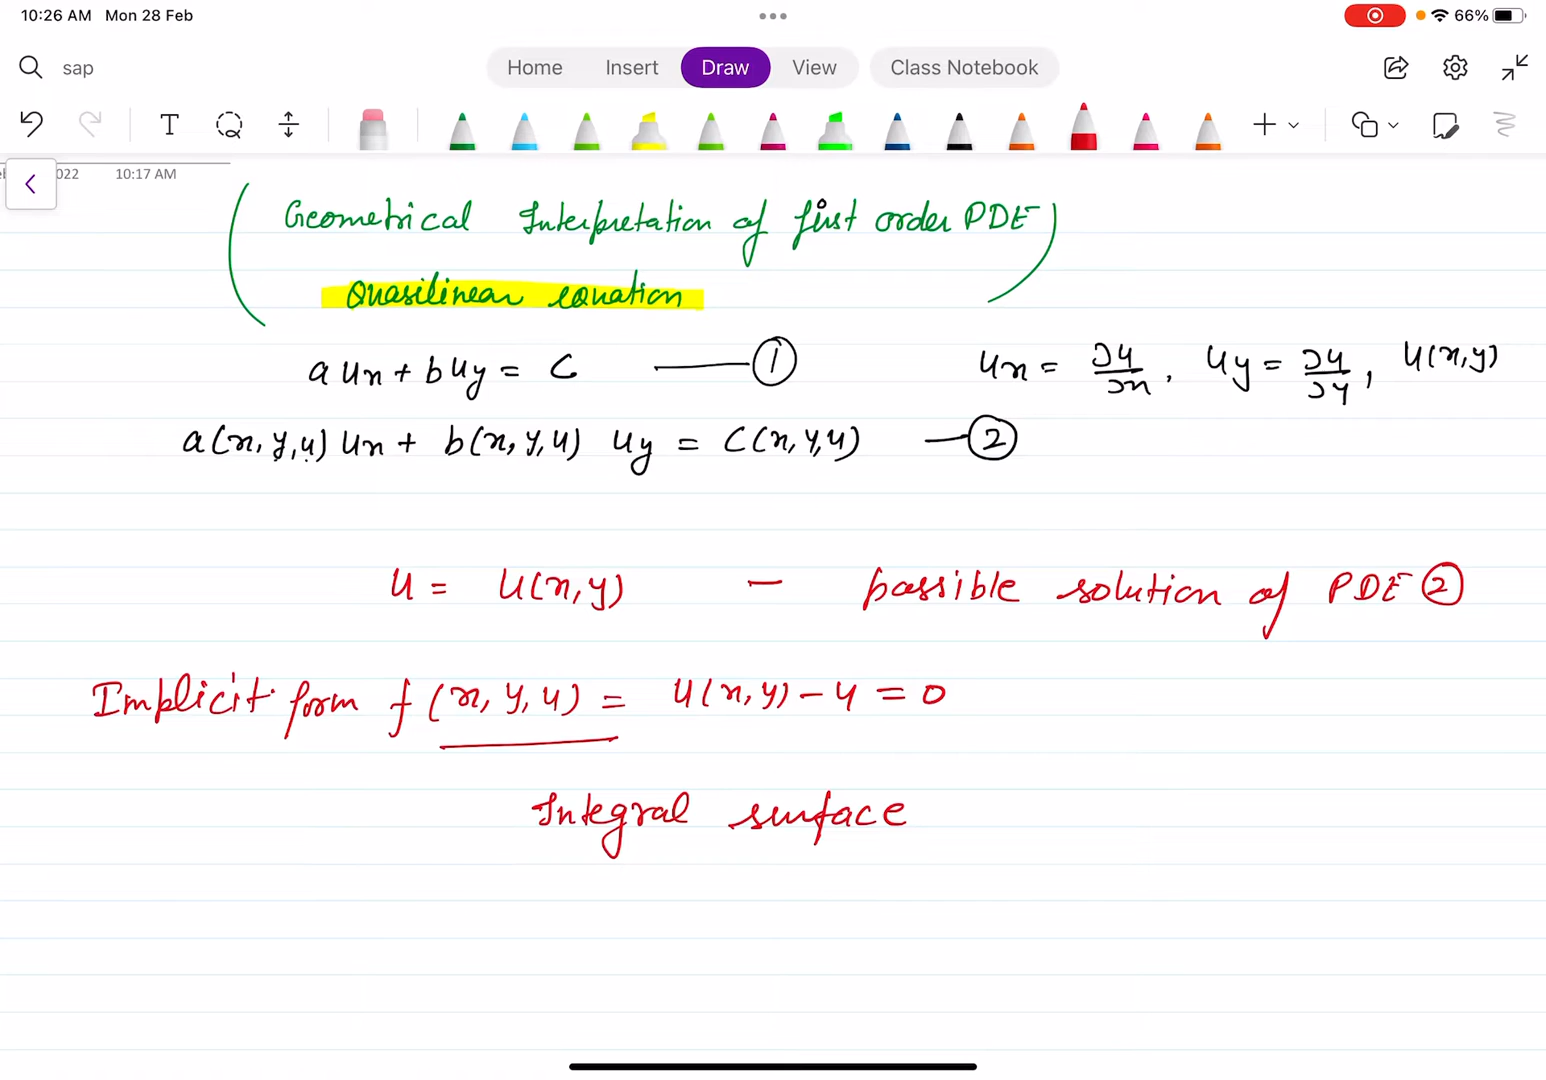 10:26 AM Mon 28 Feb
66%
sap
Home Insert Draw View Class Notebook
022 10:17 AM
(Geometrical Interpretation of first order PDE)
Quasilinear equation
a ux + b uy = C — ① ux = ∂u/∂x, uy = ∂u/∂y, u(x,y)
a(x,y,u) ux + b(x,y,u) uy = C(x,y,u) — ②
u = u(x,y) — possible solution of PDE ②
Implicit form f(x,y,u) = u(x,y) - u = 0
Integral surface